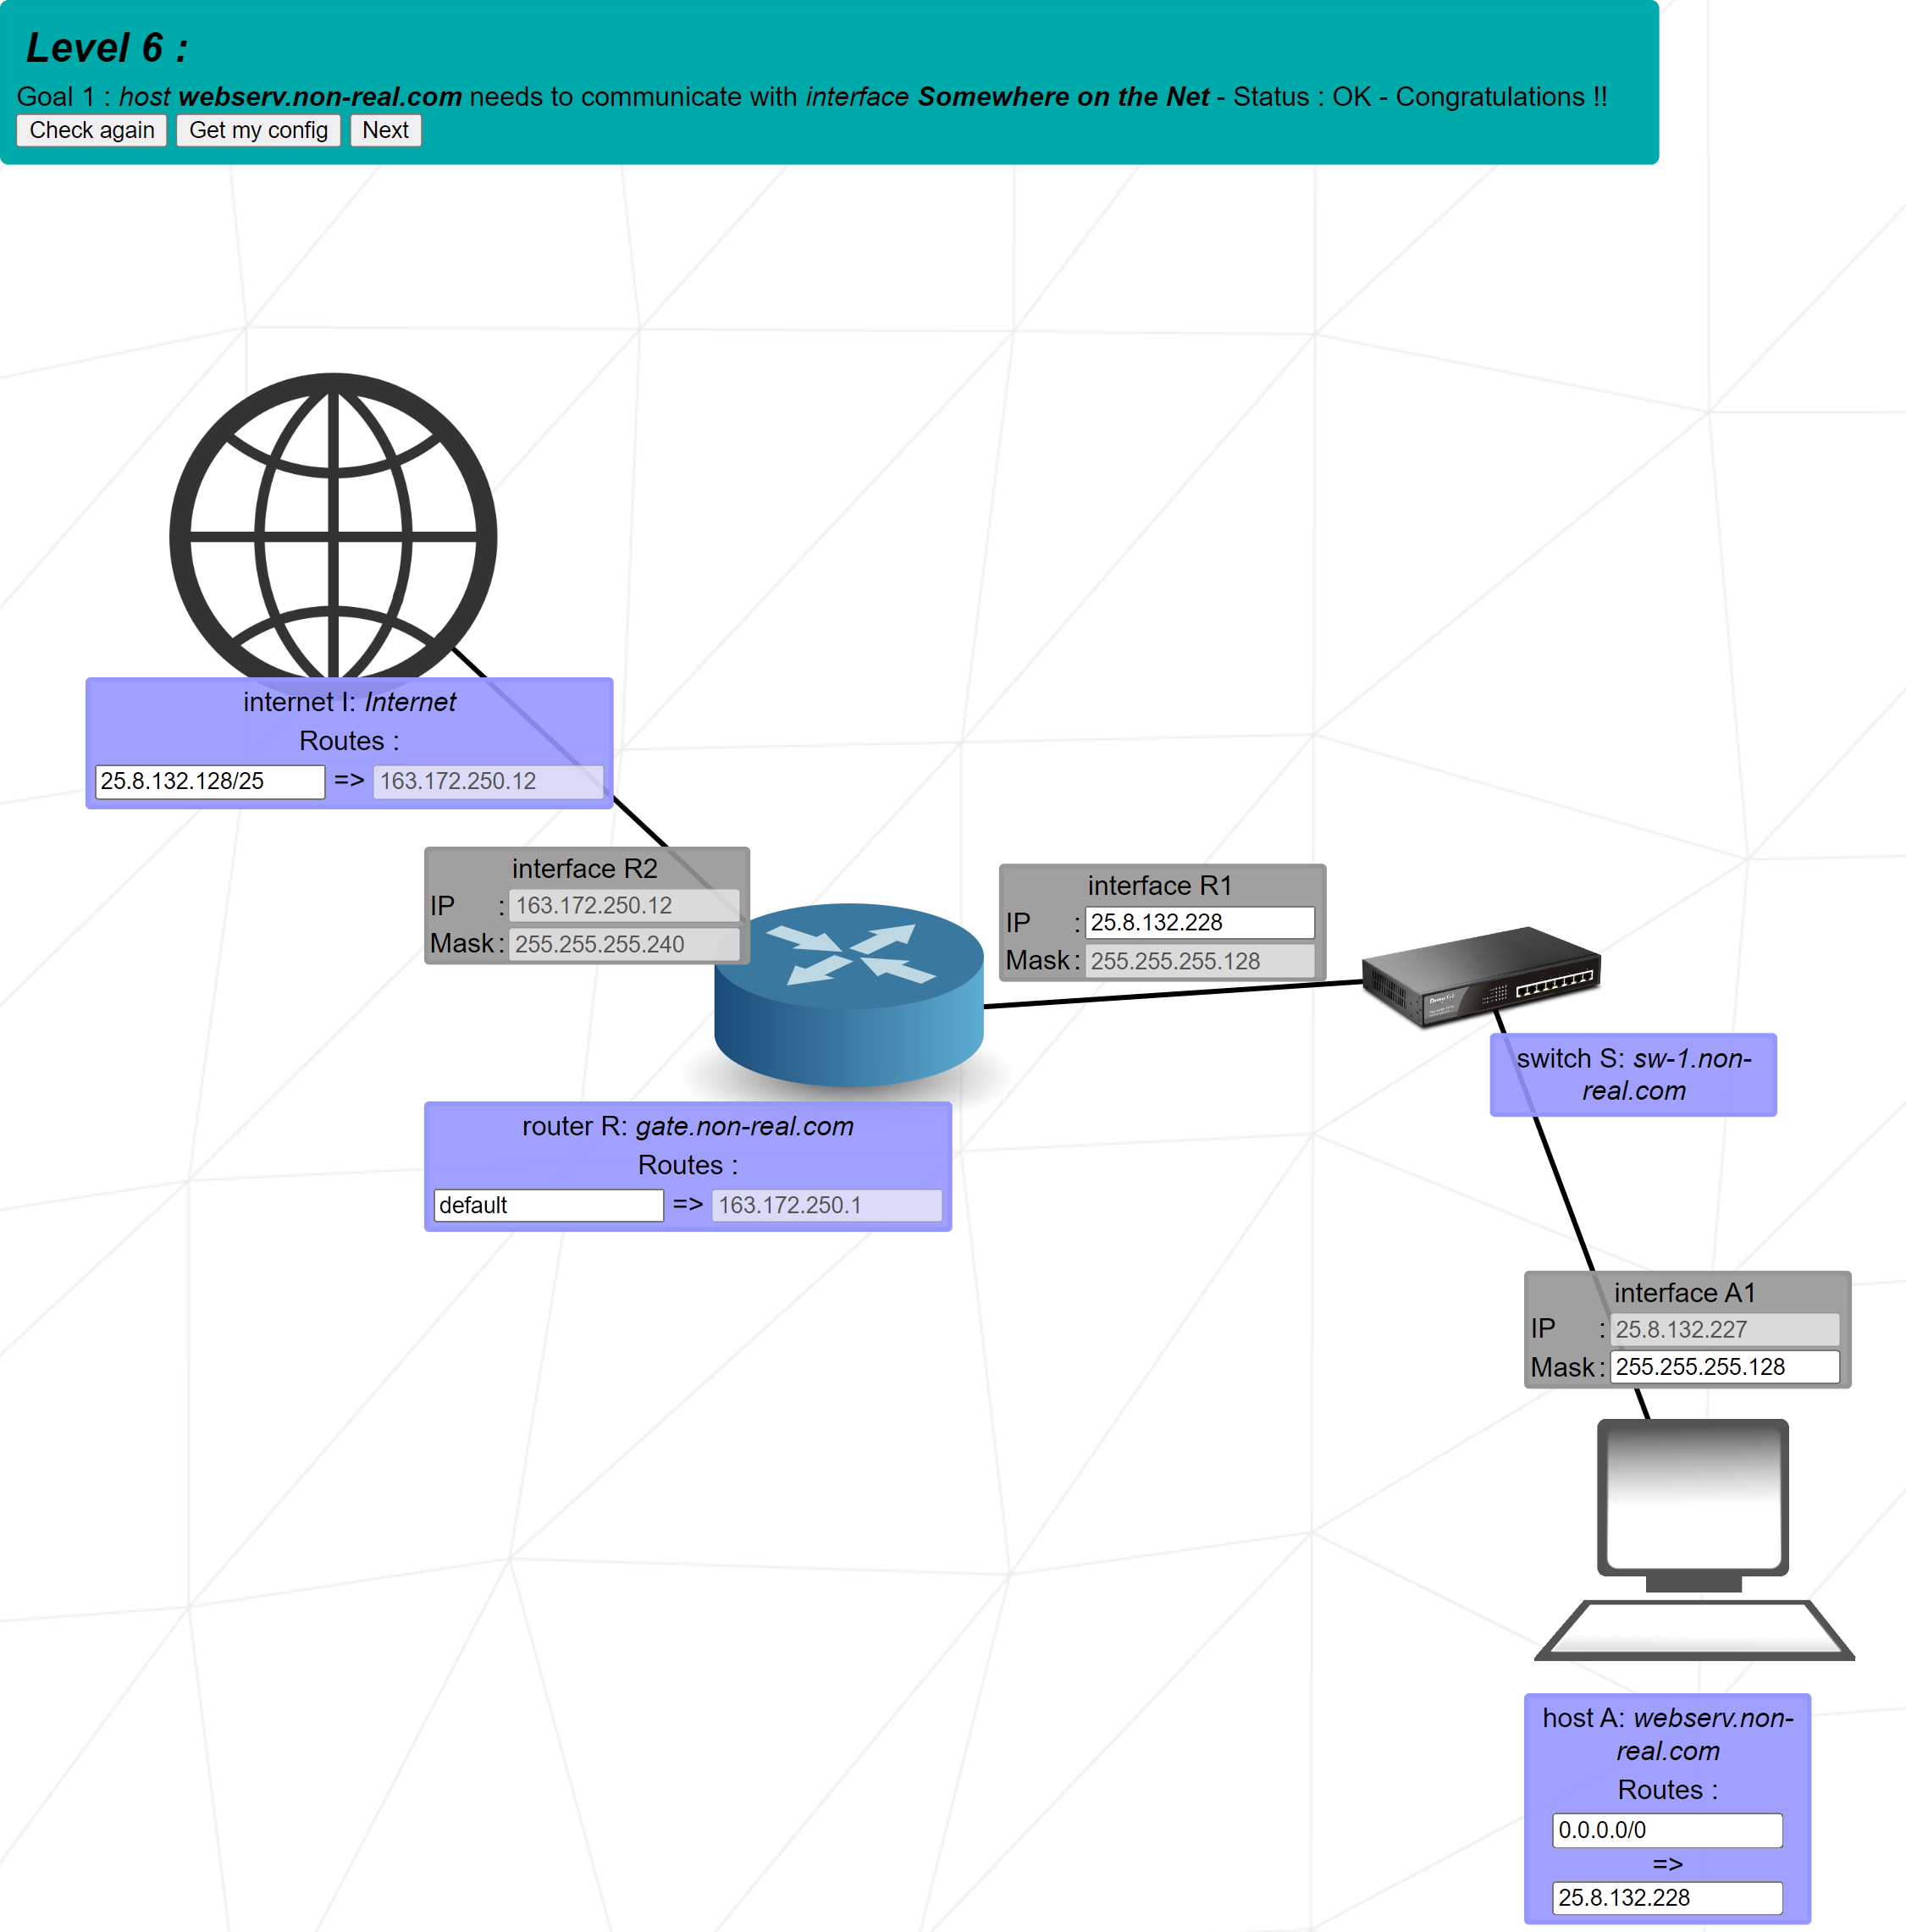 Level 6 :
Goal 1 : host webserv.non-real.com needs to communicate with interface Somewhere on the Net - Status : OK - Congratulations !!
Check again Get my config Next
internet I: Internet
Routes :
25.8.132.128/25 => 163.172.250.12
interface R2
IP : 163.172.250.12
Mask : 255.255.255.240
interface R1
IP : 25.8.132.228
Mask : 255.255.255.128
switch S: sw-1.non-
real.com
router R: gate.non-real.com
Routes :
default => 163.172.250.1
interface A1
IP : 25.8.132.227
Mask : 255.255.255.128
host A: webserv.non-
real.com
Routes :
0.0.0.0/0
=>
25.8.132.228